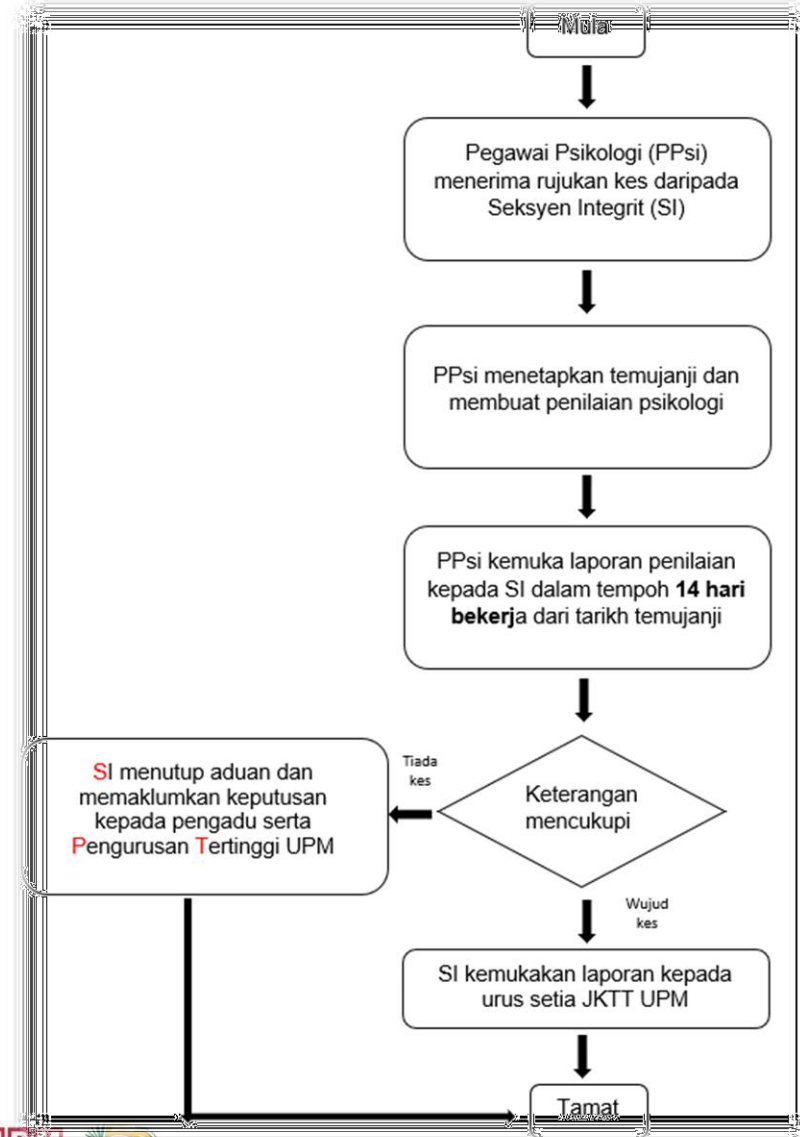 Mula
Pegawai Psikologi (PPsi)
menerima rujukan kes daripada
Seksyen Integrit (SI)
PPsi menetapkan temujanji dan
membuat penilaian psikologi
PPsi kemuka laporan penilaian
kepada SI dalam tempoh 14 hari
bekerja dari tarikh temujanji
Keterangan
mencukupi
Tiada
kes
SI menutup aduan dan
memaklumkan keputusan
kepada pengadu serta
Pengurusan Tertinggi UPM
Wujud
kes
SI kemukakan laporan kepada
urus setia JKTT UPM
Tamat